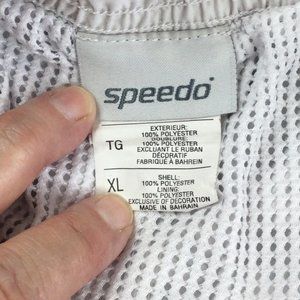 speedo
TG
EXTERIEUR:
100% POLYESTER
DOUBLURE:
100% POLYESTER
EXCLUANT LE RUBAN
DÉCORATIF
FABRIQUE À BAHREIN
XL
SHELL:
100% POLYESTER
LINING:
100% POLYESTER
EXCLUSIVE OF DECORATION
MADE IN BAHRAIN